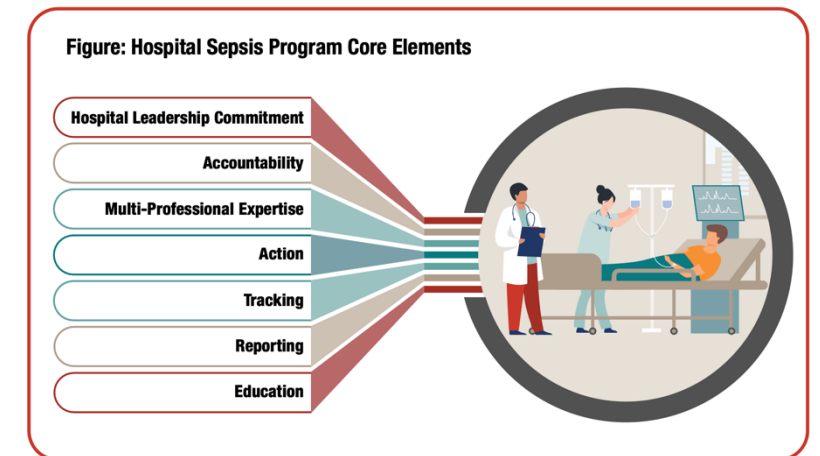 Figure: Hospital Sepsis Program Core Elements
Hospital Leadership Commitment
Accountability
Multi-Professional Expertise
Action
Tracking
Reporting
Education